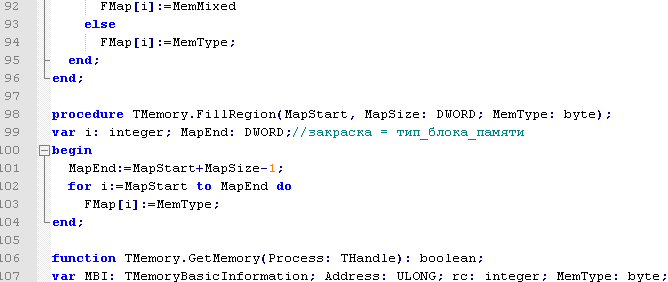 92 FMap[i]:=MemMixed
93 else
94 FMap[i]:=MemType;
95 end;
96 end;
97
98 procedure TMemory.FillRegion(MapStart, MapSize: DWORD; MemType: byte);
99 var i: integer; MapEnd: DWORD;//закраска = тип_блока_памяти
100 begin
101 MapEnd:=MapStart+MapSize-1;
102 for i:=MapStart to MapEnd do
103 FMap[i]:=MemType;
104 end;
105
106 function TMemory.GetMemory(Process: THandle): boolean;
107 var MBI: TMemoryBasicInformation; Address: ULONG; rc: integer; MemType: byte;